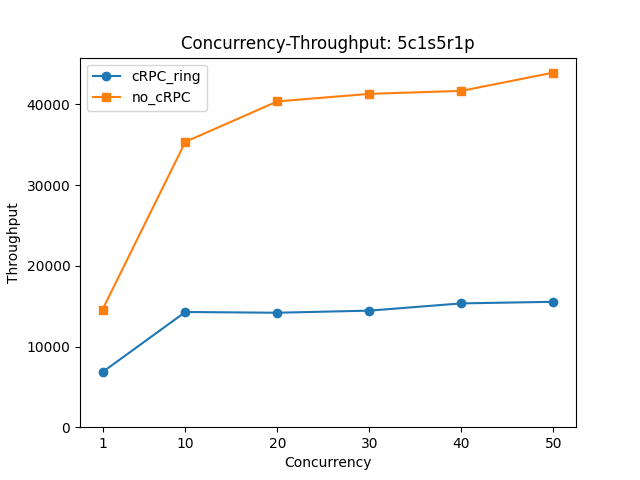 Concurrency-Throughput: 5c1s5r1p
cRPC_ring
no_cRPC
Throughput
40000
30000
20000
10000
0
1 10 20 30 40 50
Concurrency